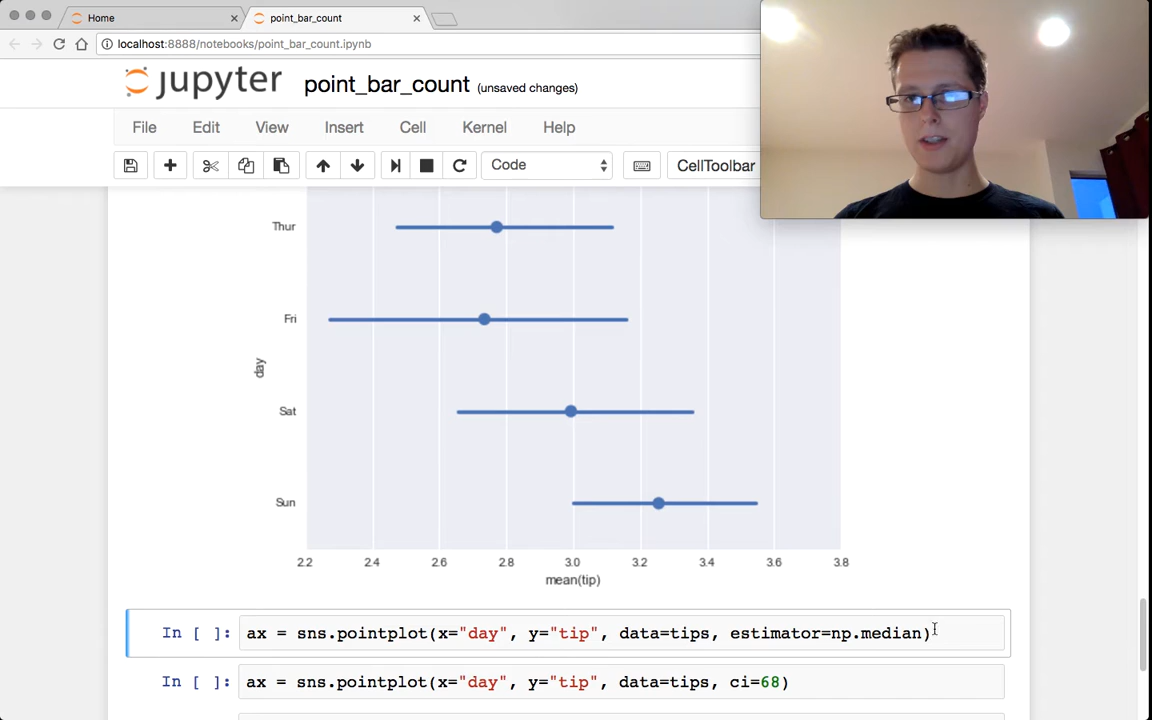 Home
point_bar_count
localhost:8888/notebooks/point_bar_count.ipynb
jupyter point_bar_count (unsaved changes)
File Edit View Insert Cell Kernel Help
Code CellToolbar
Thur
Fri
day
Sat
Sun
2.2 2.4 2.6 2.8 3.0 3.2 3.4 3.6 3.8
mean(tip)
In [ ]: ax = sns.pointplot(x="day", y="tip", data=tips, estimator=np.median)
In [ ]: ax = sns.pointplot(x="day", y="tip", data=tips, ci=68)